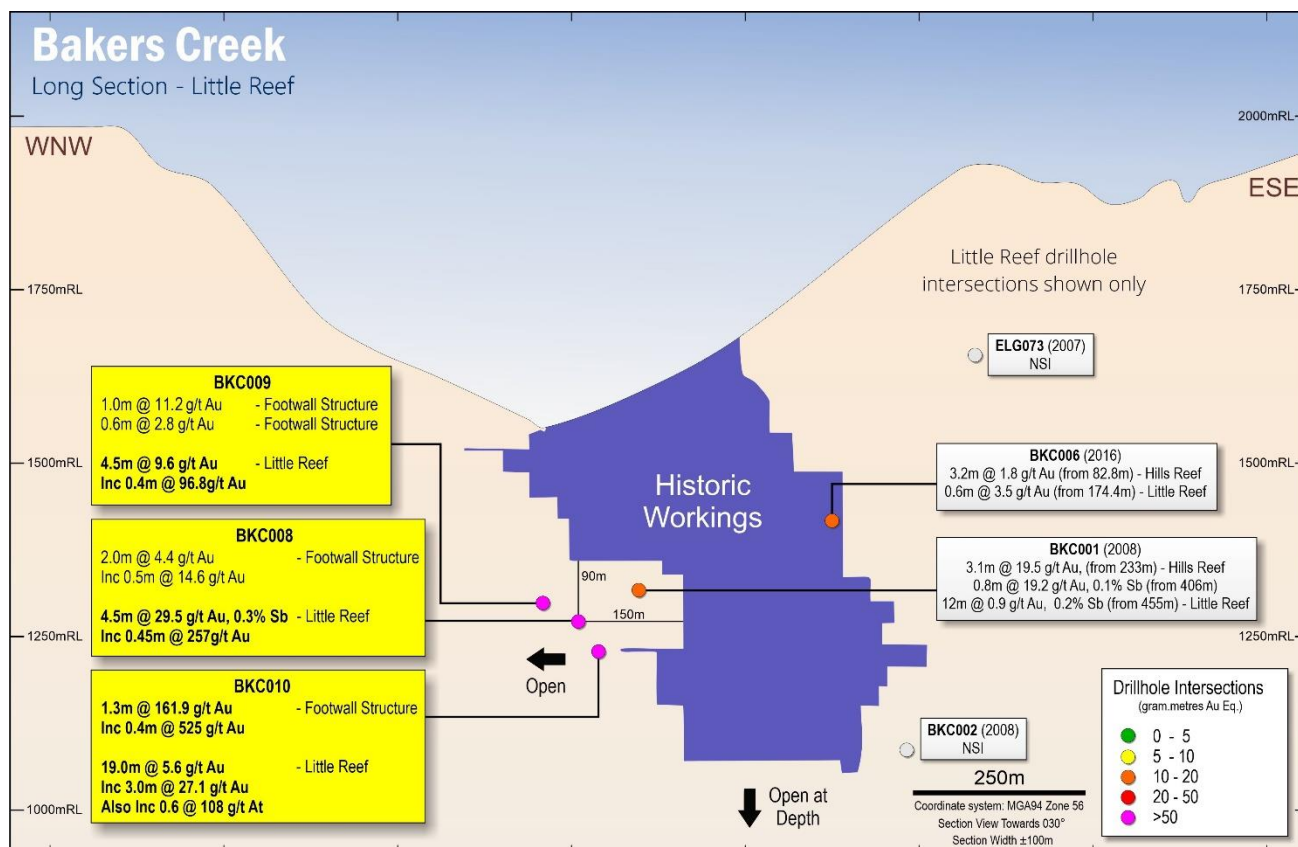 Bakers Creek
Long Section - Little Reef
WNW
2000mRL
ESE
Little Reef drillhole
intersections shown only
1750mRL
1750mRL
ELG073 (2007)
NSI
BKC009
1.0m @ 11.2 g/t Au - Footwall Structure
0.6m @ 2.8 g/t Au - Footwall Structure
4.5m @ 9.6 g/t Au - Little Reef
Inc 0.4m @ 96.8g/t Au
1500mRL
1500mRL
Historic
Workings
BKC006 (2016)
3.2m @ 1.8 g/t Au (from 82.8m) - Hills Reef
0.6m @ 3.5 g/t Au (from 174.4m) - Little Reef
BKC008
2.0m @ 4.4 g/t Au - Footwall Structure
Inc 0.5m @ 14.6 g/t Au
4.5m @ 29.5 g/t Au, 0.3% Sb - Little Reef
Inc 0.45m @ 257g/t Au
90m
150m
BKC001 (2008)
3.1m @ 19.5 g/t Au, (from 233m) - Hills Reef
0.8m @ 19.2 g/t Au, 0.1% Sb (from 406m)
12m @ 0.9 g/t Au, 0.2% Sb (from 455m) - Little Reef
1250mRL
1250mRL
Open
BKC010
1.3m @ 161.9 g/t Au - Footwall Structure
Inc 0.4m @ 525 g/t Au
19.0m @ 5.6 g/t Au - Little Reef
Inc 3.0m @ 27.1 g/t Au
Also Inc 0.6 @ 108 g/t At
BKC002 (2008)
NSI
Drillhole Intersections
(gram.metres Au Eq.)
0 - 5
5 - 10
10 - 20
20 - 50
>50
250m
Coordinate system: MGA94 Zone 56
Section View Towards 030°
Section Width ±100m
1000mRL
Open at
Depth